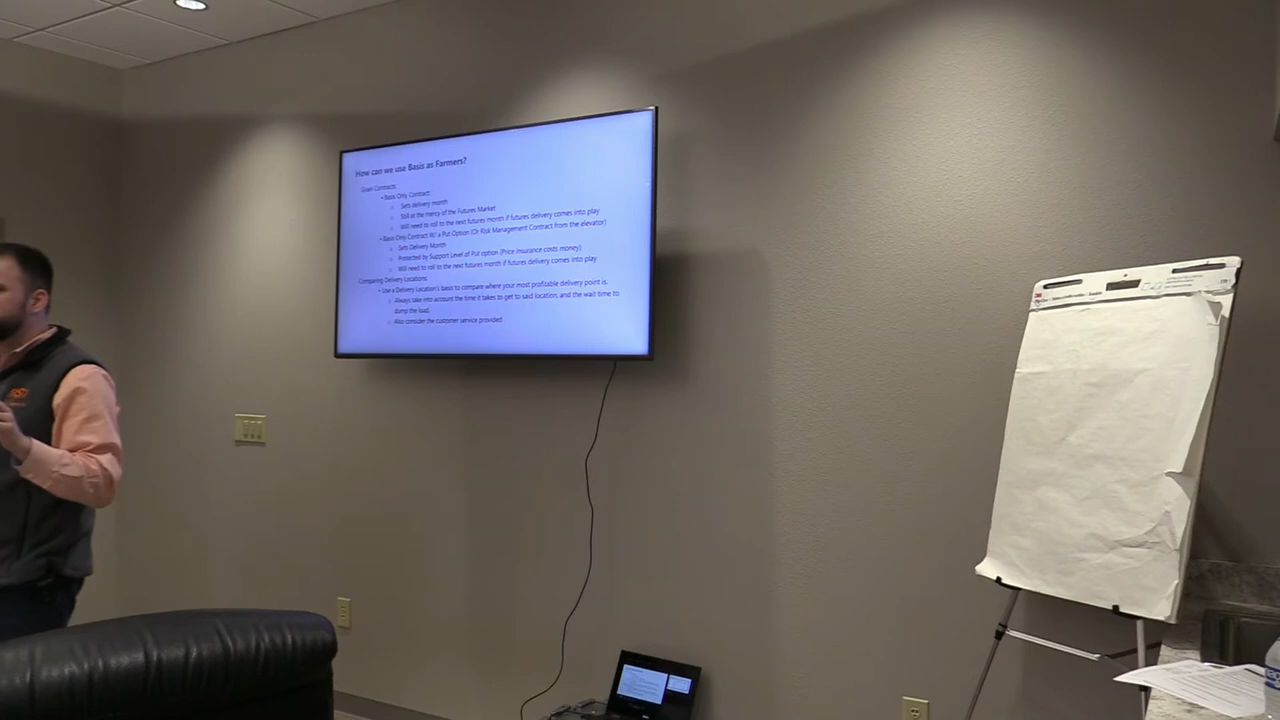 How can we use Basis as Farmers?
Grain Contracts
• Basis Only Contract:
○ Sets delivery month
○ Still at the mercy of the Futures Market
○ Will need to roll to the next futures month if futures delivery comes into play
• Basis Only Contract W/ a Put Option (Or Risk Management Contract from the elevator)
○ Sets Delivery Month
○ Protected by Support Level of Put option (Price Insurance costs money)
○ Will need to roll to the next futures month if futures delivery comes into play
Comparing Delivery Locations:
• Use a Delivery Location's basis to compare where your most profitable delivery point is.
○ Always take into account the time it takes to get to said location, and the wait time to
dump the load.
○ Also consider the customer service provided
3M